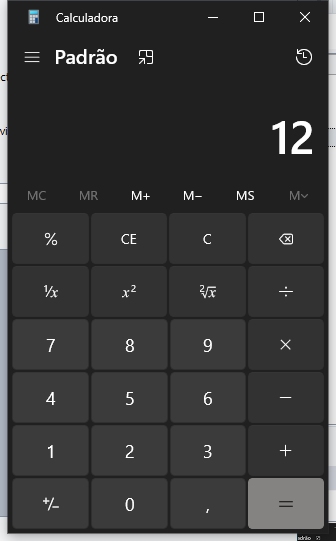 Calculadora
Padrão
12
MC MR M+ M− MS M
% CE C
¹/x x² ²√x ÷
7 8 9 ×
4 5 6 −
1 2 3 +
+/− 0 , =